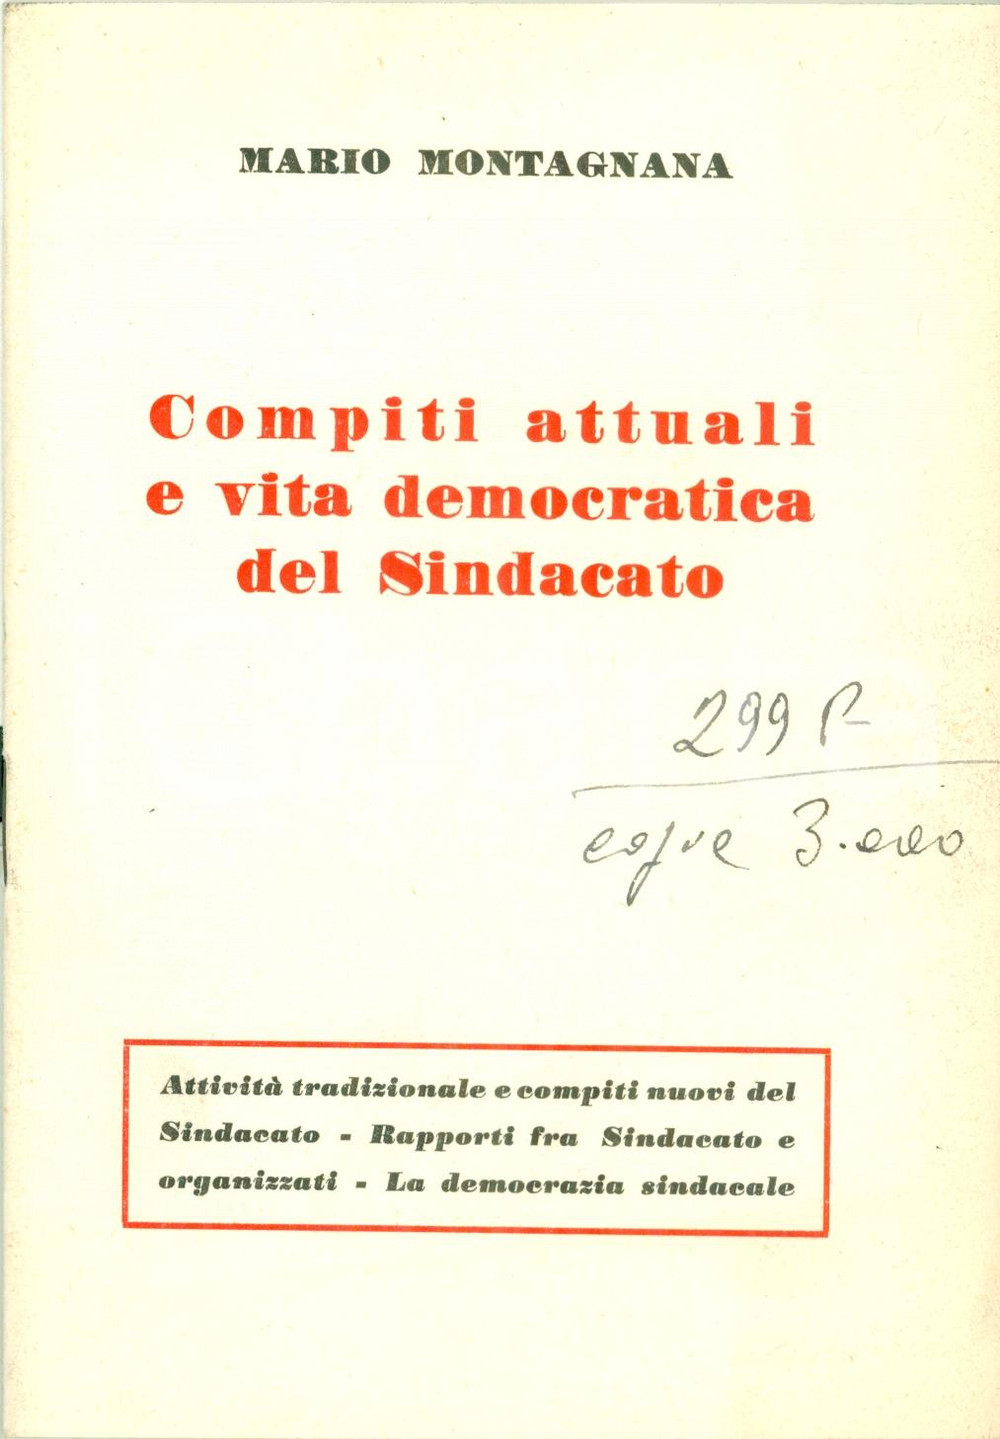 MARIO MONTAGNANA
Compiti attuali
e vita democratica
del Sindacato
299 P-
copie 3.000
Attività tradizionale e compiti nuovi del
Sindacato - Rapporti fra Sindacato e
organizzati - La democrazia sindacale